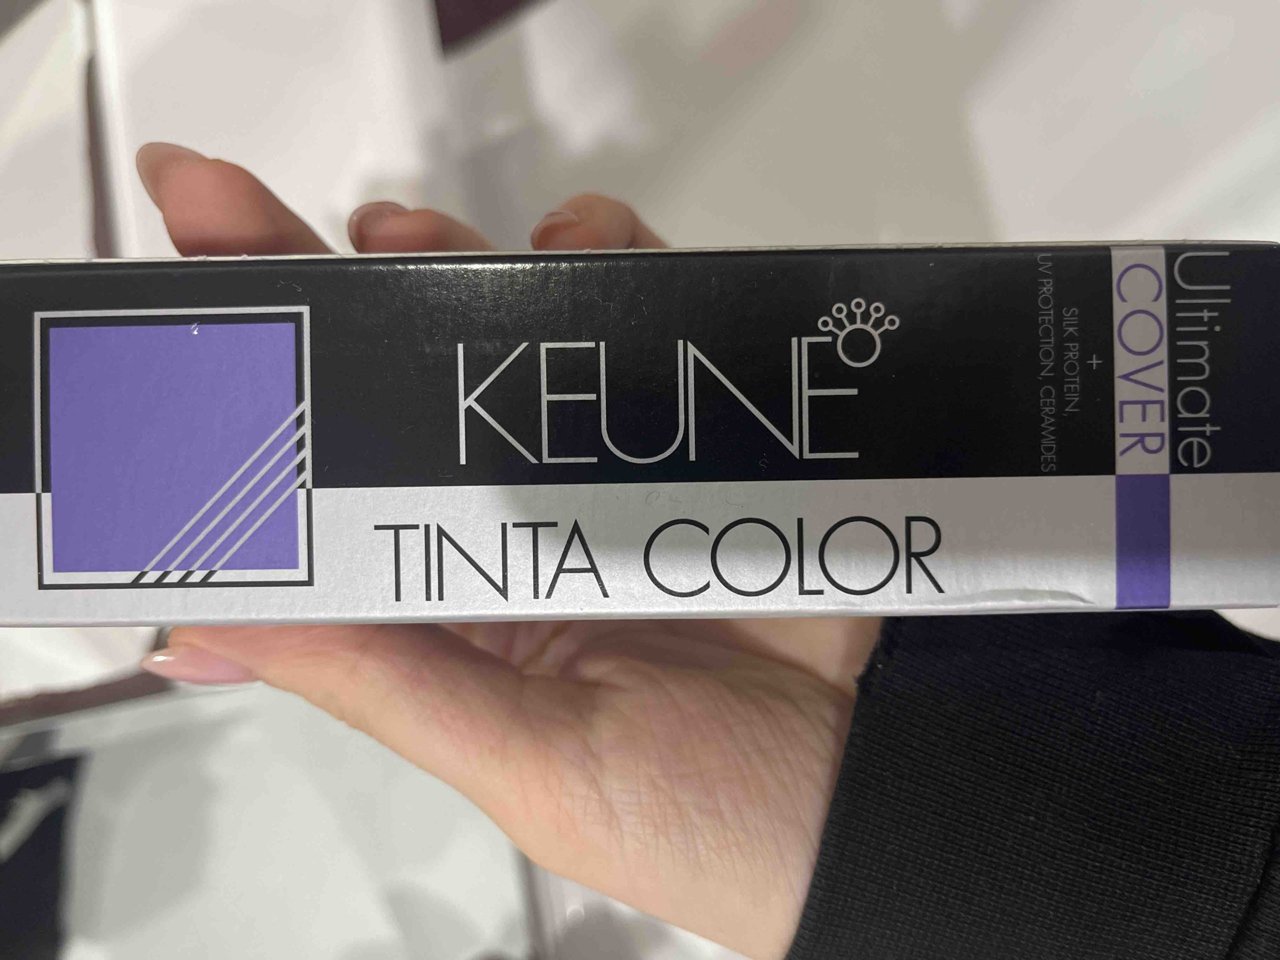 KEUNE
TINTA COLOR
Ultimate
COVER
+
SILK PROTEIN,
UV PROTECTION, CERAMIDES